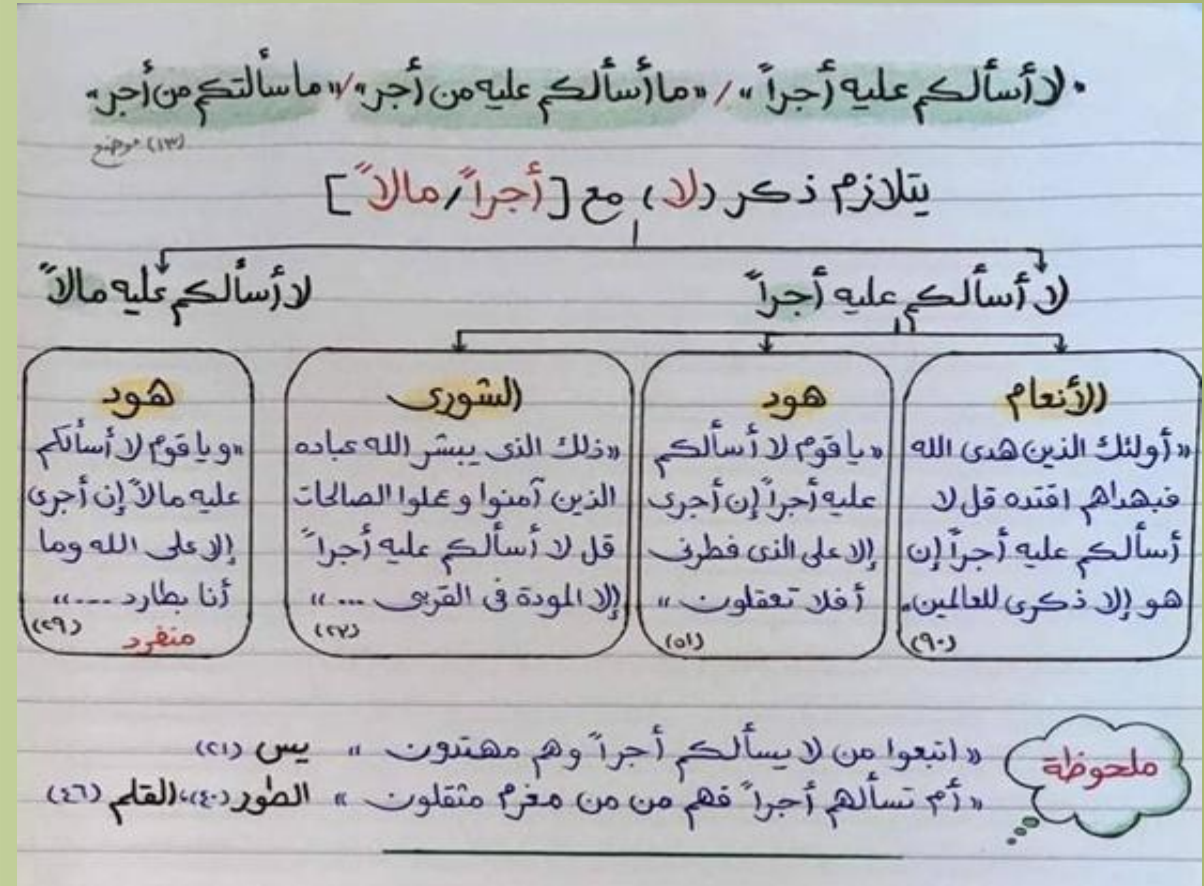 • لا أسألكم عليه أجراً » / « ما أسألكم عليه من أجر » / « ما سألتكم من أجر »
(١٣) موضع
يتلازم ذكر (لا) مع [أجراً/مالاً]
لا أسألكم عليه أجراً
لا أسألكم عليه مالاً
الأنعام
« أولئك الذين هدى الله
فبهداهم اقتده قل لا
أسألكم عليه أجراً إن
هو إلا ذكرى للعالمين »
(٩٠)
هود
« يا قوم لا أسألكم
عليه أجراً إن أجري
إلا على الذي فطرني
أفلا تعقلون »
(٥١)
الشورى
« ذلك الذي يبشر الله عباده
الذين آمنوا وعملوا الصالحات
قل لا أسألكم عليه أجراً
إلا المودة في القربى ... »
(٢٣)
هود
« ويا قوم لا أسألكم
عليه مالاً إن أجري
إلا على الله وما
أنا بطارد .... »
(٢٩)
منفرد
ملحوظة
« اتبعوا من لا يسألكم أجراً وهم مهتدون » يس (٢١)
« أم تسألهم أجراً فهم من من مغرم مثقلون » الطور (٤٠)، القلم (٤٦)